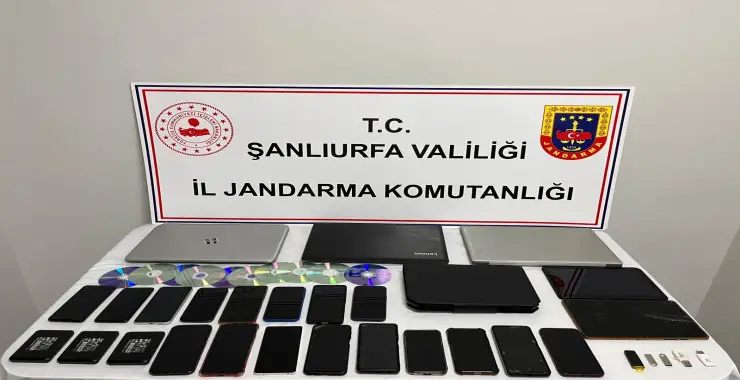 T.C.
ŞANLIURFA VALİLİĞİ
İL JANDARMA KOMUTANLIĞI
JANDARMA
Lenovo